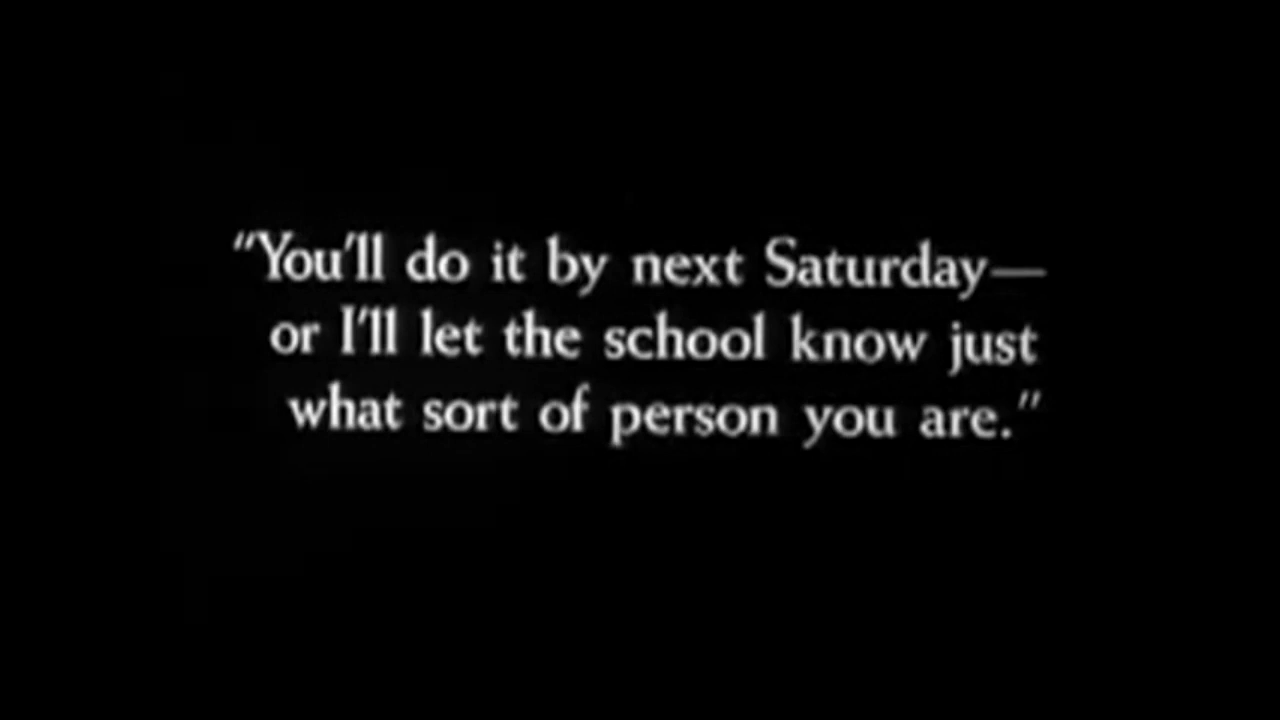 "You'll do it by next Saturday—
or I'll let the school know just
what sort of person you are."